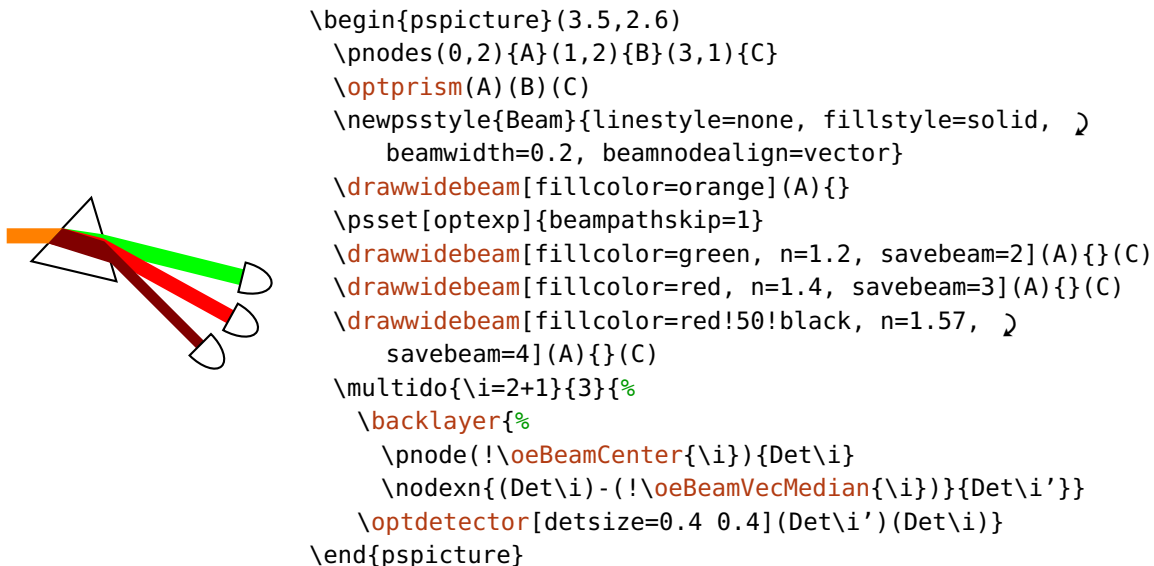 \begin{pspicture}(3.5,2.6)
\pnodes(0,2){A}(1,2){B}(3,1){C}
\optprism(A)(B)(C)
\newpsstyle{Beam}{linestyle=none, fillstyle=solid,
beamwidth=0.2, beamnodealign=vector}
\drawwidebeam[fillcolor=orange](A){}
\psset[optexp]{beampathskip=1}
\drawwidebeam[fillcolor=green, n=1.2, savebeam=2](A){}(C)
\drawwidebeam[fillcolor=red, n=1.4, savebeam=3](A){}(C)
\drawwidebeam[fillcolor=red!50!black, n=1.57,
savebeam=4](A){}(C)
\multido{\i=2+1}{3}{%
\backlayer{%
\pnode(!\oeBeamCenter{\i}){Det\i}
\nodexn{(Det\i)-(!\oeBeamVecMedian{\i})}{Det\i’}}
\optdetector[detsize=0.4 0.4](Det\i’)(Det\i)}
\end{pspicture}